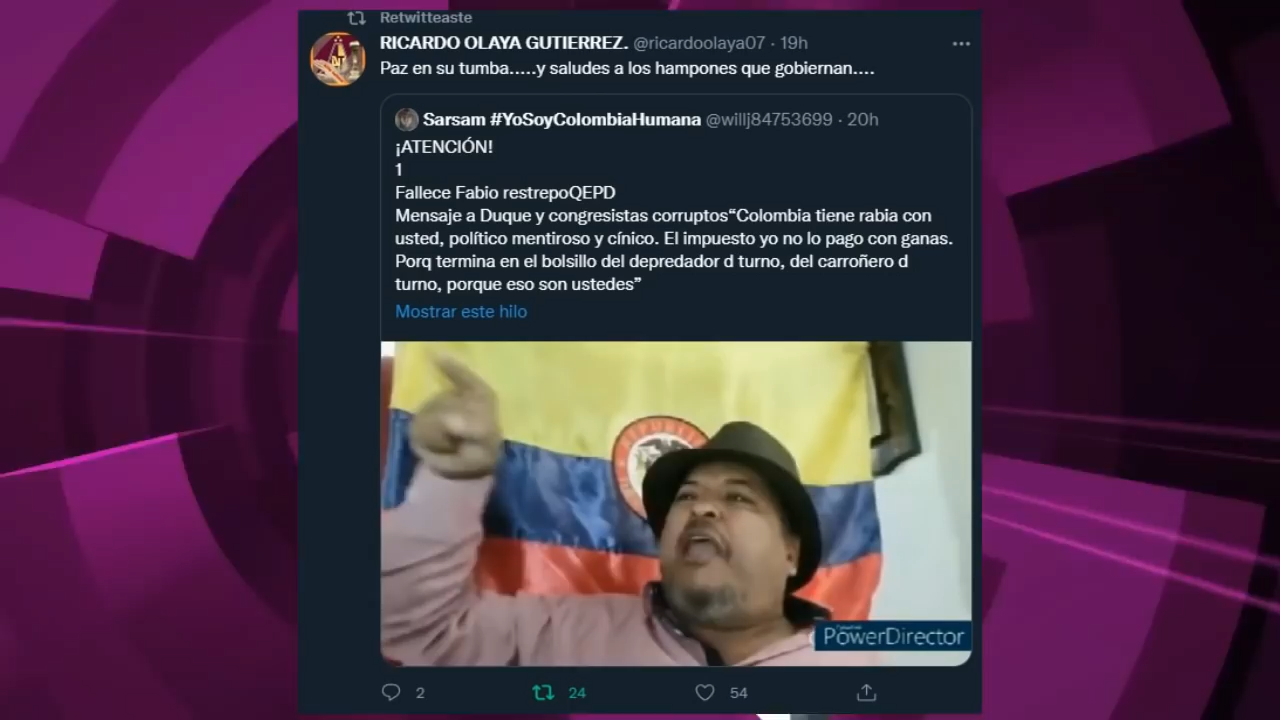 Retwitteaste
RICARDO OLAYA GUTIERREZ. @ricardoolaya07 · 19h
Paz en su tumba.....y saludes a los hampones que gobiernan....
Sarsam #YoSoyColombiaHumana @willj84753699 · 20h
¡ATENCIÓN!
1
Fallece Fabio restrepoQEPD
Mensaje a Duque y congresistas corruptos“Colombia tiene rabia con
usted, político mentiroso y cínico. El impuesto yo no lo pago con ganas.
Porq termina en el bolsillo del depredador d turno, del carroñero d
turno, porque eso son ustedes”
Mostrar este hilo
PowerDirector
2 24 54